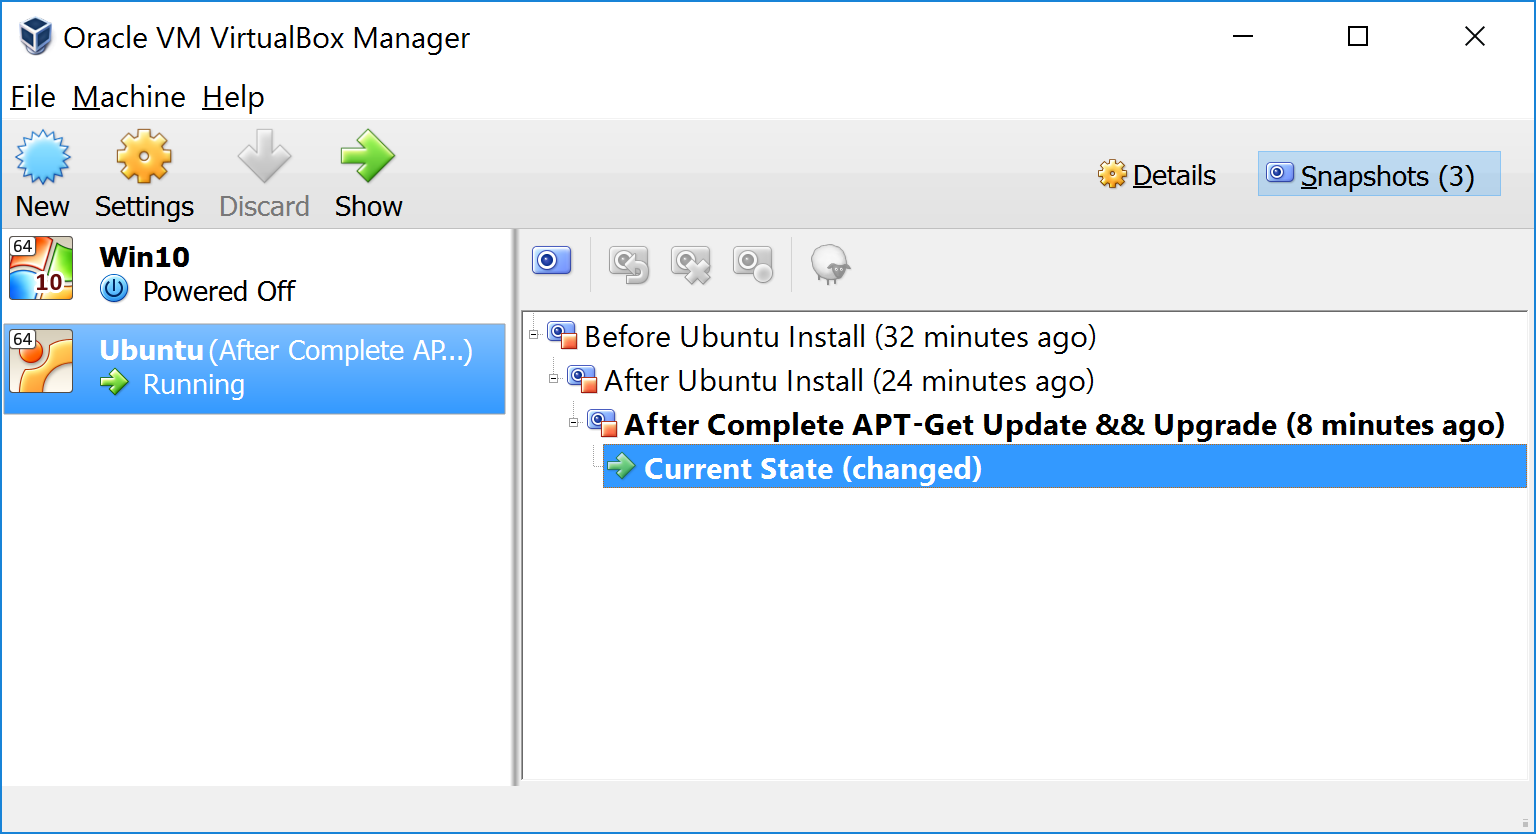 Oracle VM VirtualBox Manager
File Machine Help
New Settings Discard Show
Details Snapshots (3)
64
10
Win10
Powered Off
64
Ubuntu (After Complete AP...)
Running
Before Ubuntu Install (32 minutes ago)
After Ubuntu Install (24 minutes ago)
After Complete APT-Get Update && Upgrade (8 minutes ago)
Current State (changed)